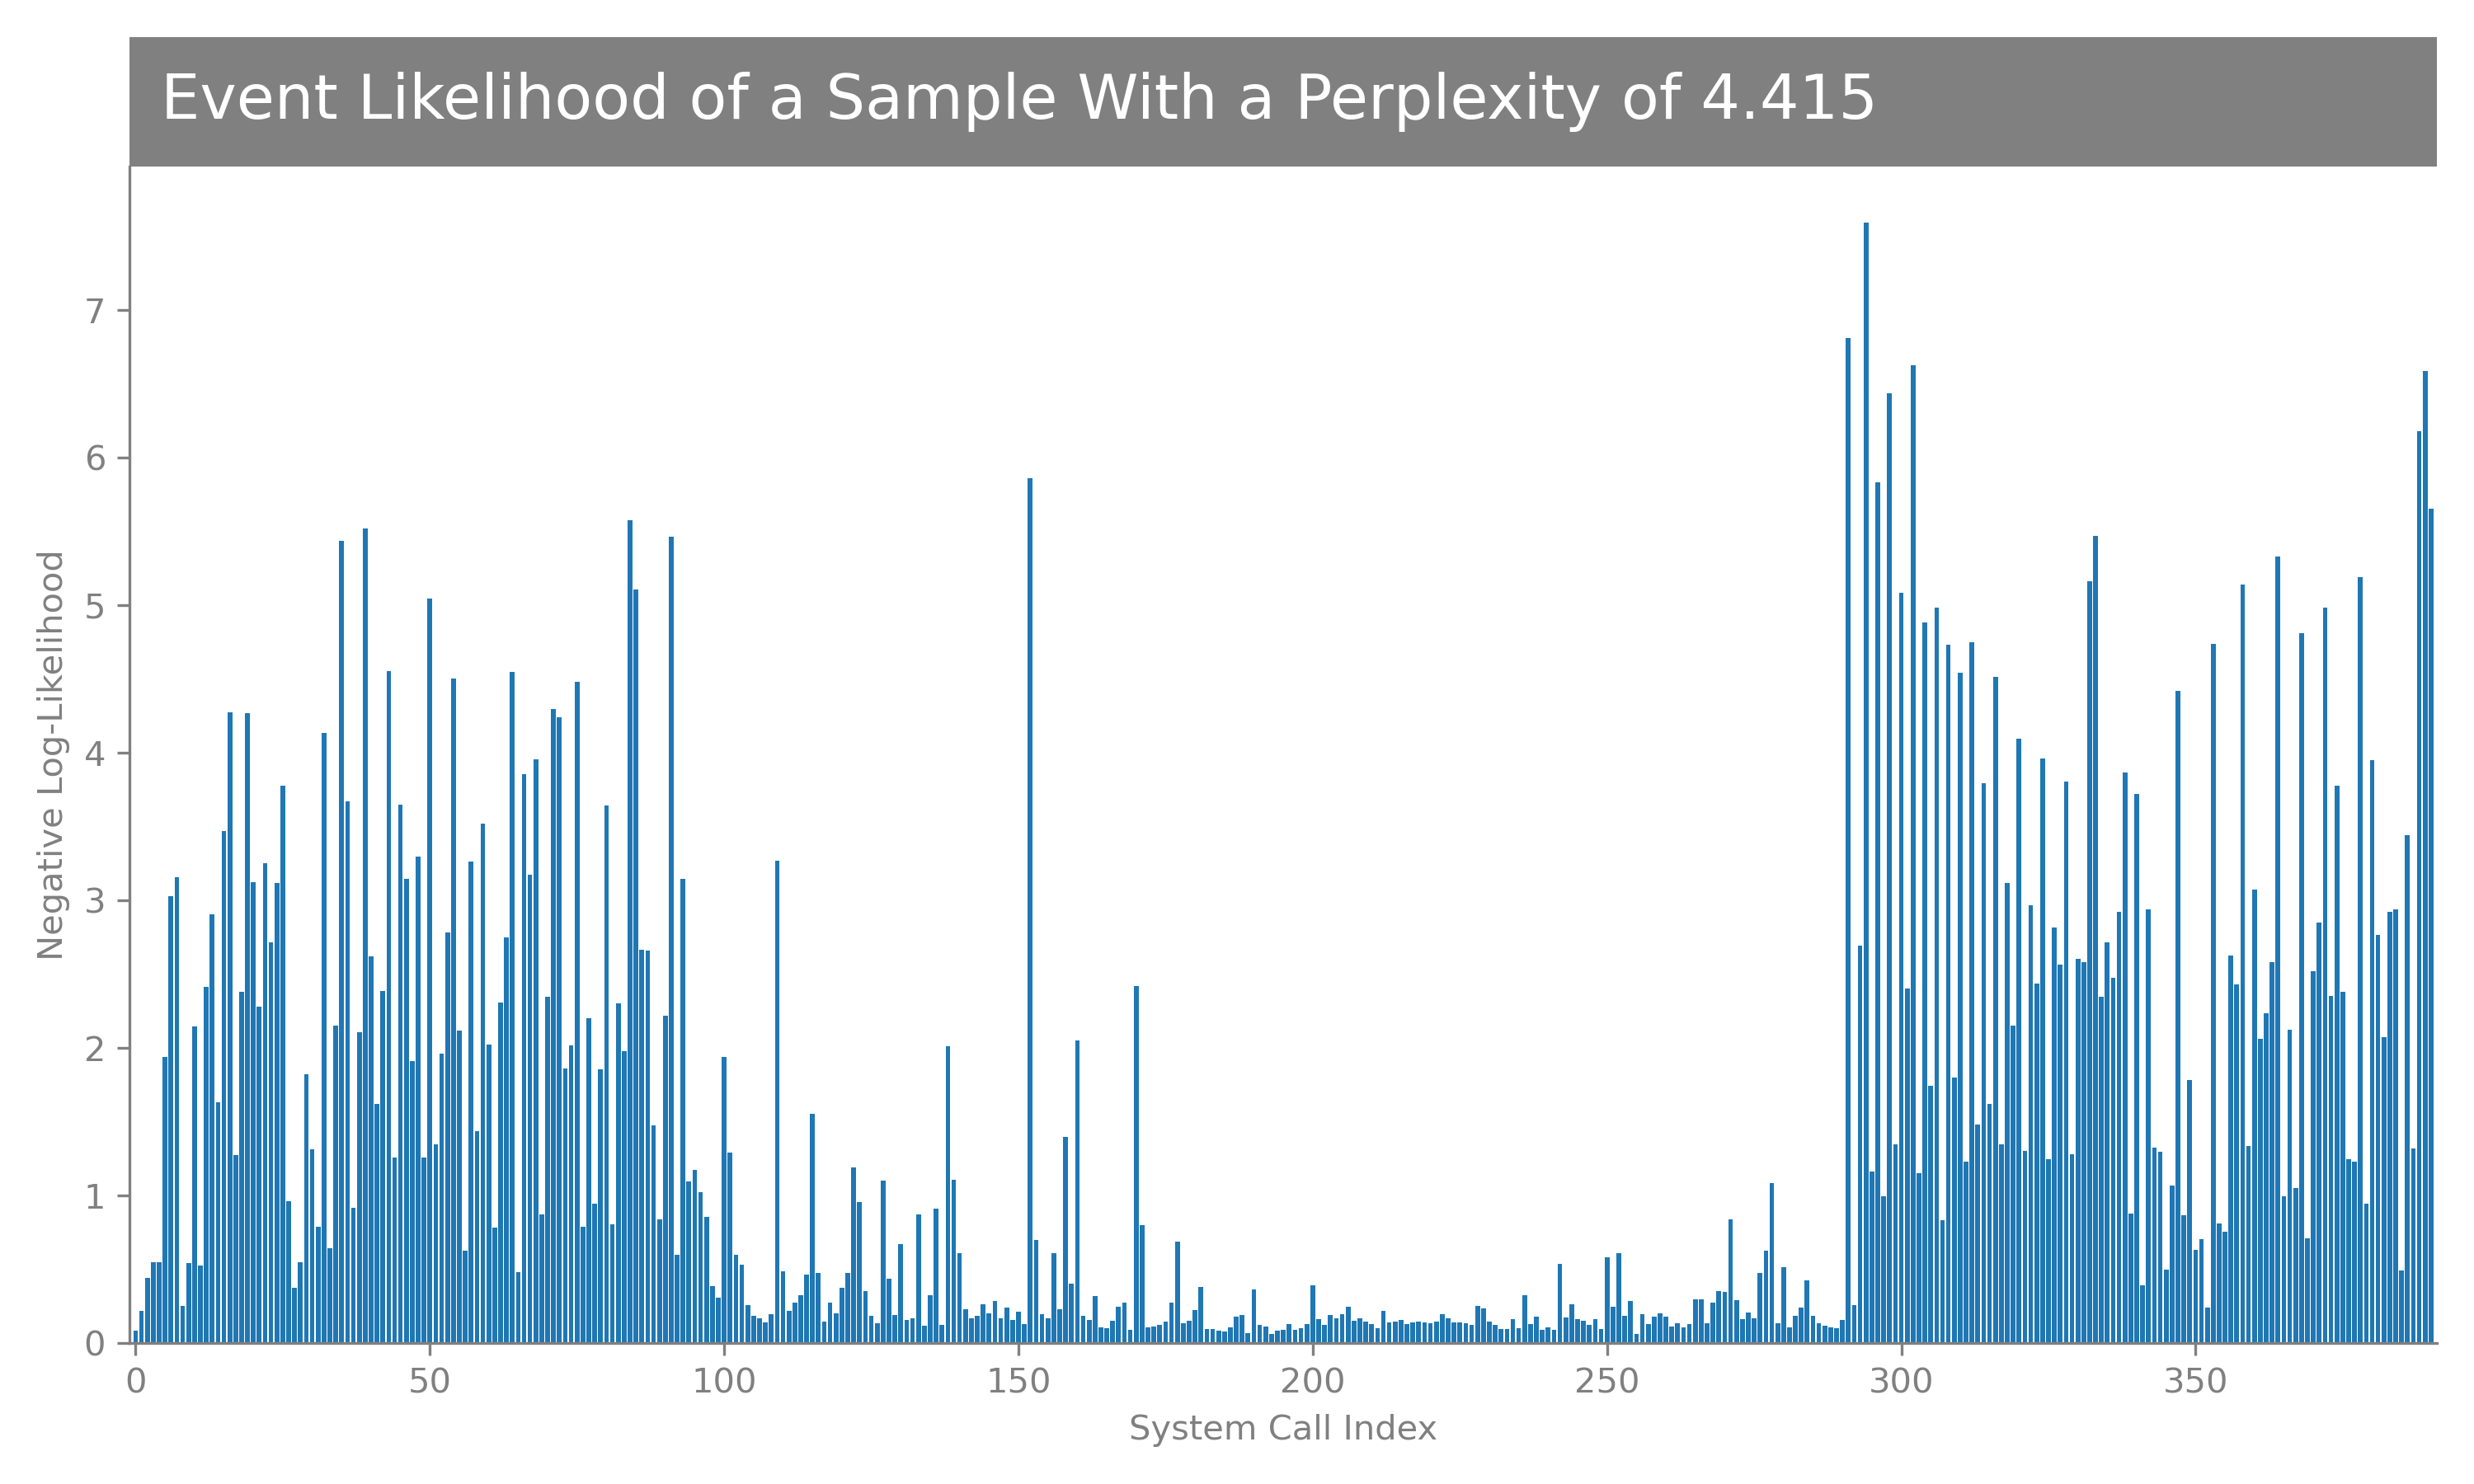 Event Likelihood of a Sample With a Perplexity of 4.415
Negative Log-Likelihood
7
6
5
4
3
2
1
0
0 50 100 150 200 250 300 350
System Call Index